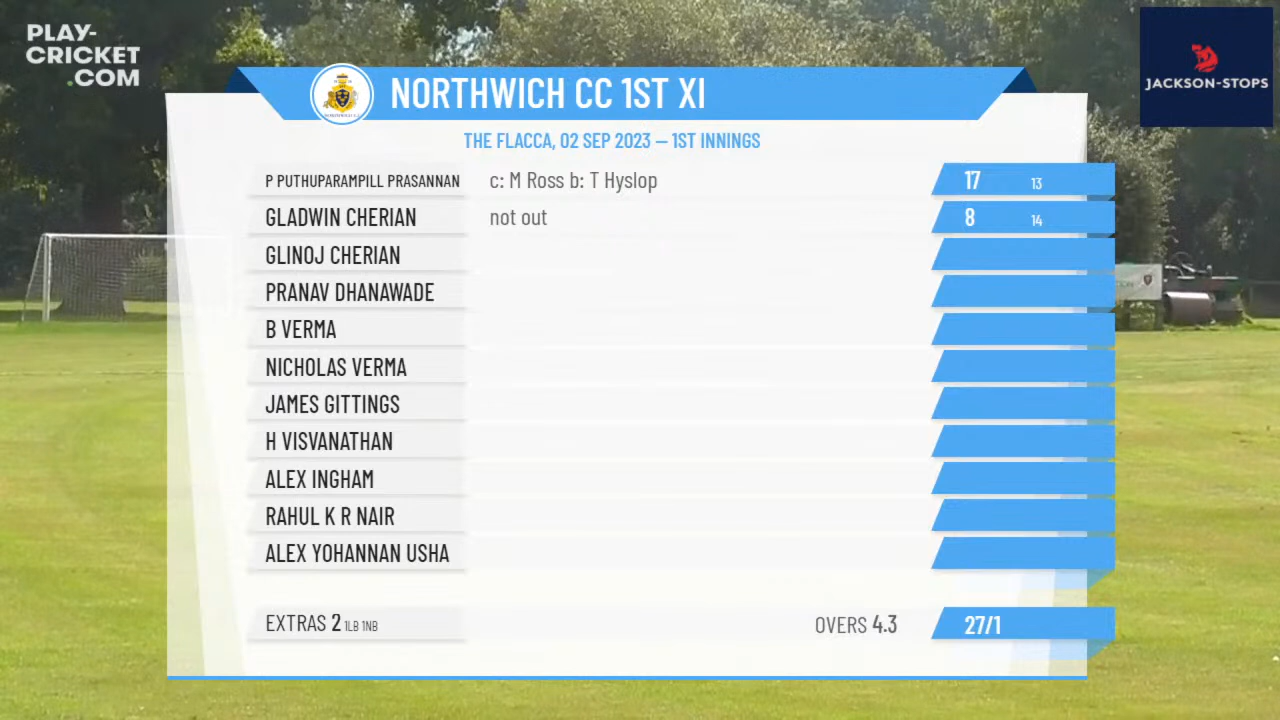 PLAY-
CRICKET
.COM
JACKSON-STOPS
NORTHWICH CC 1ST XI
THE FLACCA, 02 SEP 2023 – 1ST INNINGS
P PUTHUPARAMPILL PRASANNAN c: M Ross b: T Hyslop 17 13
GLADWIN CHERIAN not out 8 14
GLINOJ CHERIAN
PRANAV DHANAWADE
B VERMA
NICHOLAS VERMA
JAMES GITTINGS
H VISVANATHAN
ALEX INGHAM
RAHUL K R NAIR
ALEX YOHANNAN USHA
EXTRAS 2 1LB 1NB OVERS 4.3 27/1